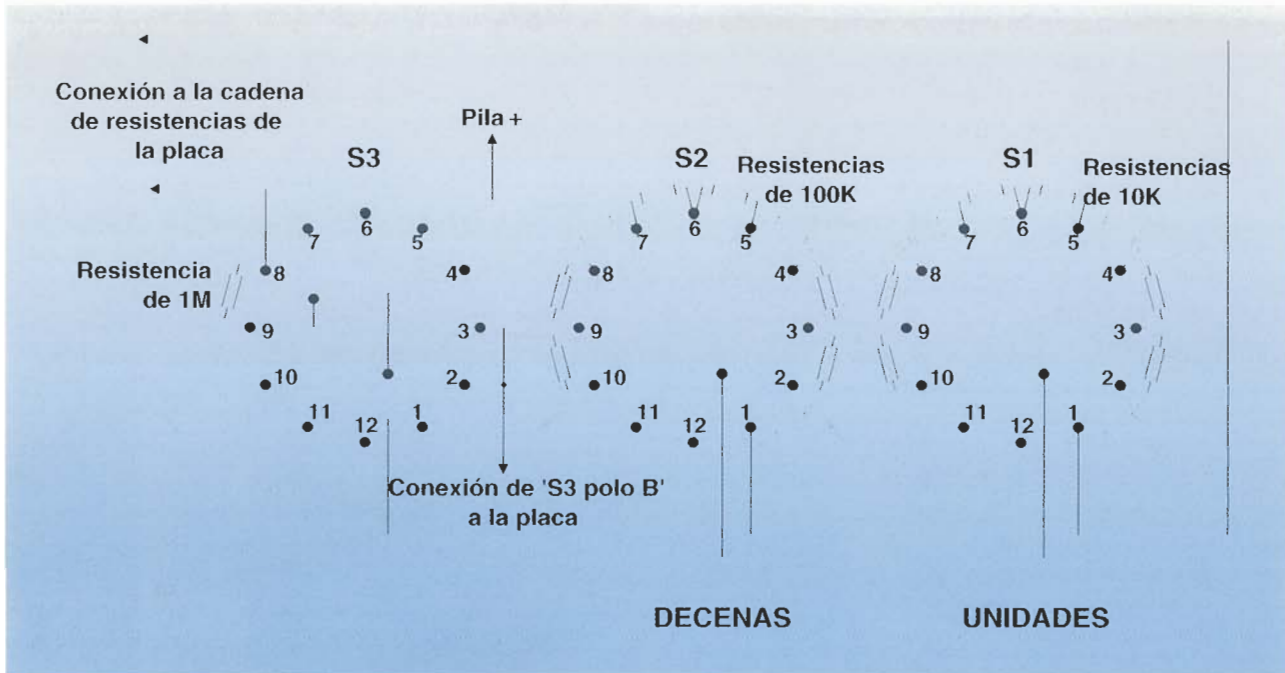 Conexión a la cadena
de resistencias de
la placa
Pila +
S3
S2
S1
Resistencias
de 100K
Resistencias
de 10K
Resistencia
de 1M
7
6
5
8
4
9
3
10
2
11
12
1
7
6
5
8
4
9
3
10
2
11
12
1
7
6
5
8
4
9
3
10
2
11
12
1
Conexión de 'S3 polo B'
a la placa
DECENAS
UNIDADES